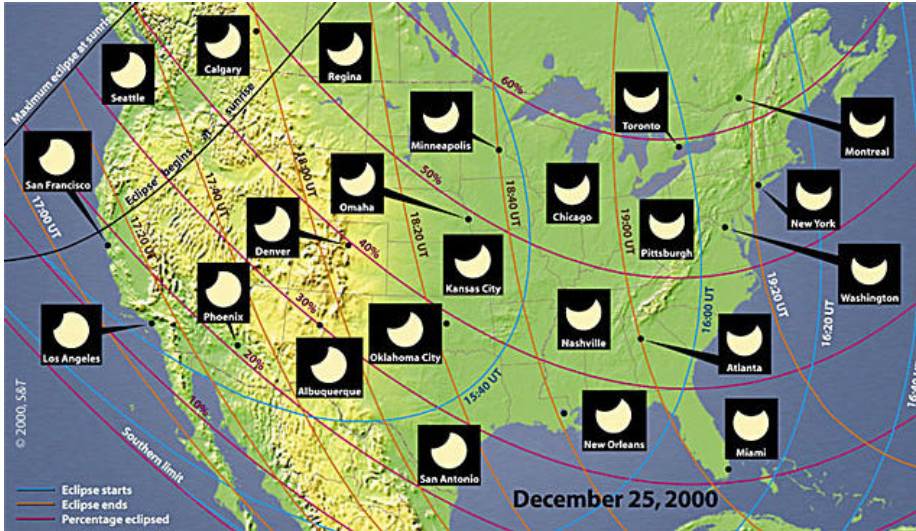 Maximum eclipse at sunrise
Seattle
Calgary
Regina
60%
Toronto
Montreal
Minneapolis
Eclipse begins at sunrise
San Francisco
17:00 UT
17:20 UT
17:40 UT
18:00 UT
18:20 UT
18:40 UT
19:00 UT
19:20 UT
50%
Omaha
Chicago
Pittsburgh
New York
Denver
40%
Kansas City
Washington
Phoenix
30%
Los Angeles
20%
Albuquerque
Oklahoma City
Nashville
Atlanta
16:00 UT
16:20 UT
15:40 UT
10%
Southern limit
San Antonio
New Orleans
Miami
© 2000, S&T
Eclipse starts
Eclipse ends
Percentage eclipsed
December 25, 2000